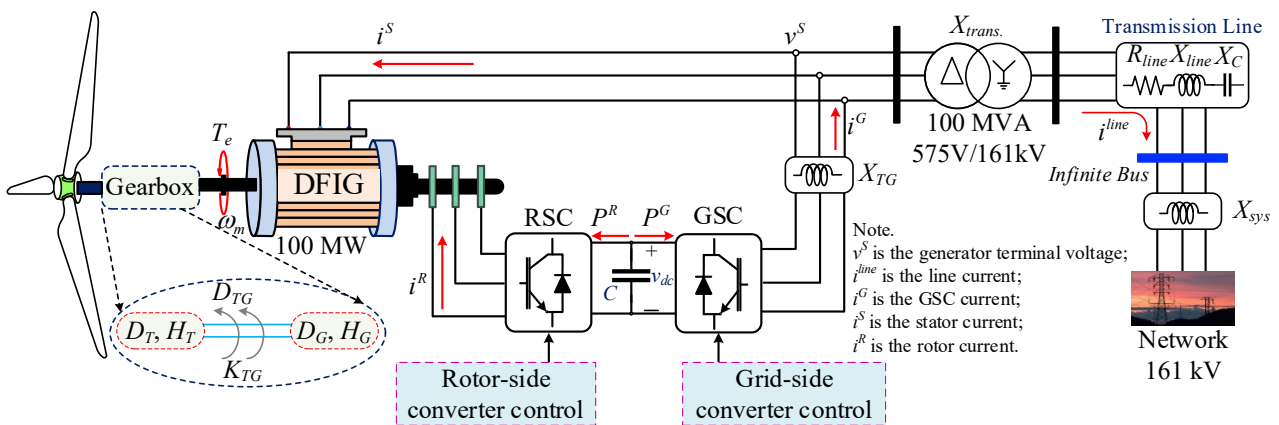 i^S
v^S
X_trans.
Transmission Line
R_line X_line X_C
T_e
Gearbox
DFIG
ω_m
100 MW
i^G
100 MVA
575V/161kV
i^line
X_TG
Infinite Bus
X_sys
RSC
P^R
P^G
GSC
i^R
C
+
v_dc
−
Note.
v^S is the generator terminal voltage;
i^line is the line current;
i^G is the GSC current;
i^S is the stator current;
i^R is the rotor current.
D_TG
D_T, H_T
D_G, H_G
K_TG
Network
161 kV
Rotor-side
converter control
Grid-side
converter control